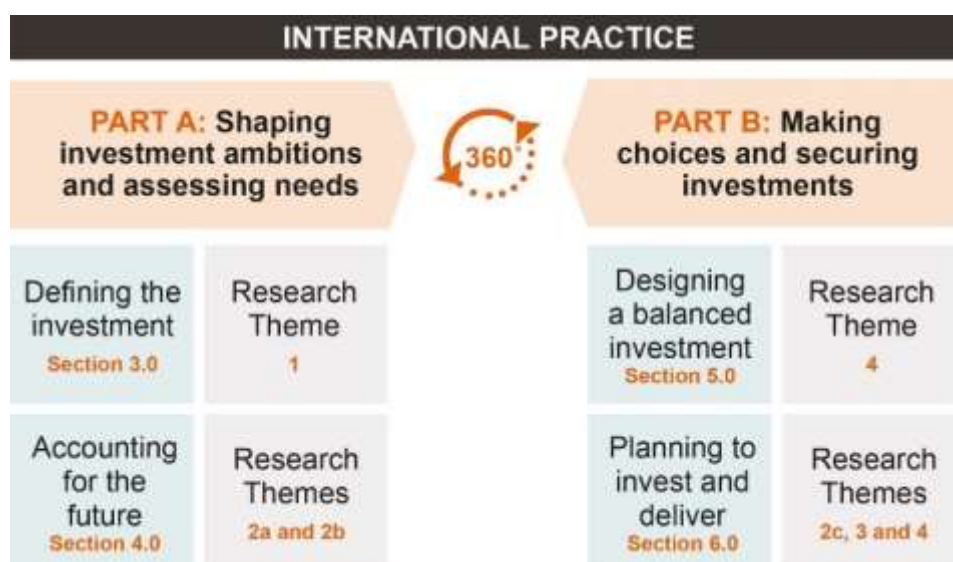 INTERNATIONAL PRACTICE
PART A: Shaping
investment ambitions
and assessing needs
360°
PART B: Making
choices and securing
investments
Defining the
investment
Section 3.0
Research
Theme
1
Designing
a balanced
investment
Section 5.0
Research
Theme
4
Accounting
for the
future
Section 4.0
Research
Themes
2a and 2b
Planning to
invest and
deliver
Section 6.0
Research
Themes
2c, 3 and 4